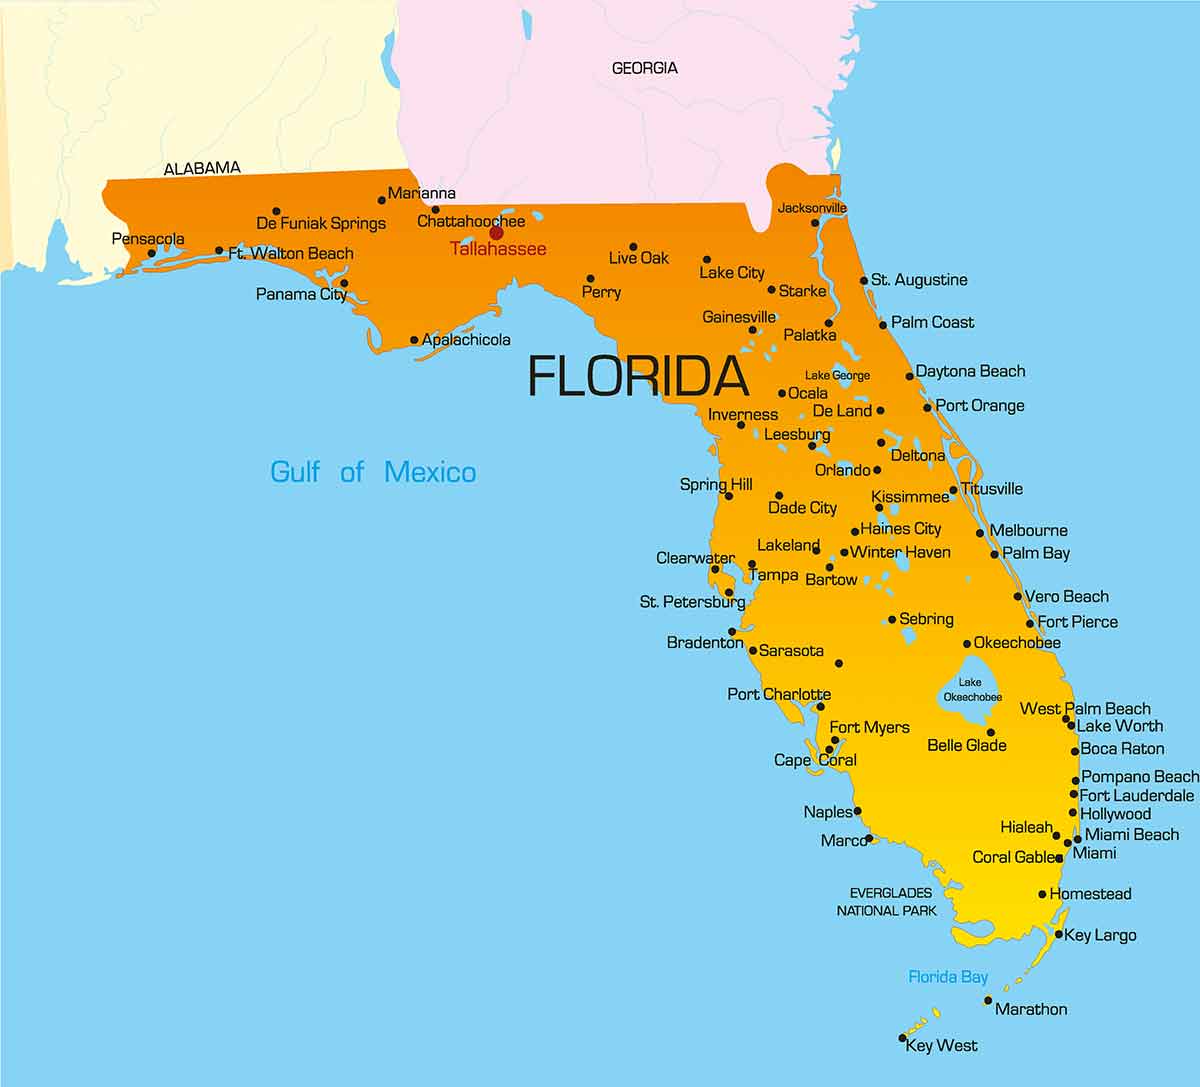 GEORGIA
ALABAMA
Marianna
De Funiak Springs
Chattahoochee
Jacksonville
Pensacola
Ft. Walton Beach
Tallahassee
Live Oak
Lake City
Panama City
Perry
Starke
St. Augustine
Gainesville
Palatka
Palm Coast
Apalachicola
FLORIDA
Lake George
Daytona Beach
Ocala
De Land
Port Orange
Inverness
Leesburg
Deltona
Gulf of Mexico
Orlando
Spring Hill
Kissimmee
Titusville
Dade City
Haines City
Melbourne
Lakeland
Winter Haven
Palm Bay
Clearwater
Tampa
Bartow
St. Petersburg
Vero Beach
Sebring
Fort Pierce
Bradenton
Sarasota
Okeechobee
Lake
Okeechobee
Port Charlotte
West Palm Beach
Fort Myers
Lake Worth
Belle Glade
Boca Raton
Cape Coral
Pompano Beach
Fort Lauderdale
Naples
Hollywood
Hialeah
Miami Beach
Marco
Coral Gables
Miami
EVERGLADES
NATIONAL PARK
Homestead
Key Largo
Florida Bay
Marathon
Key West